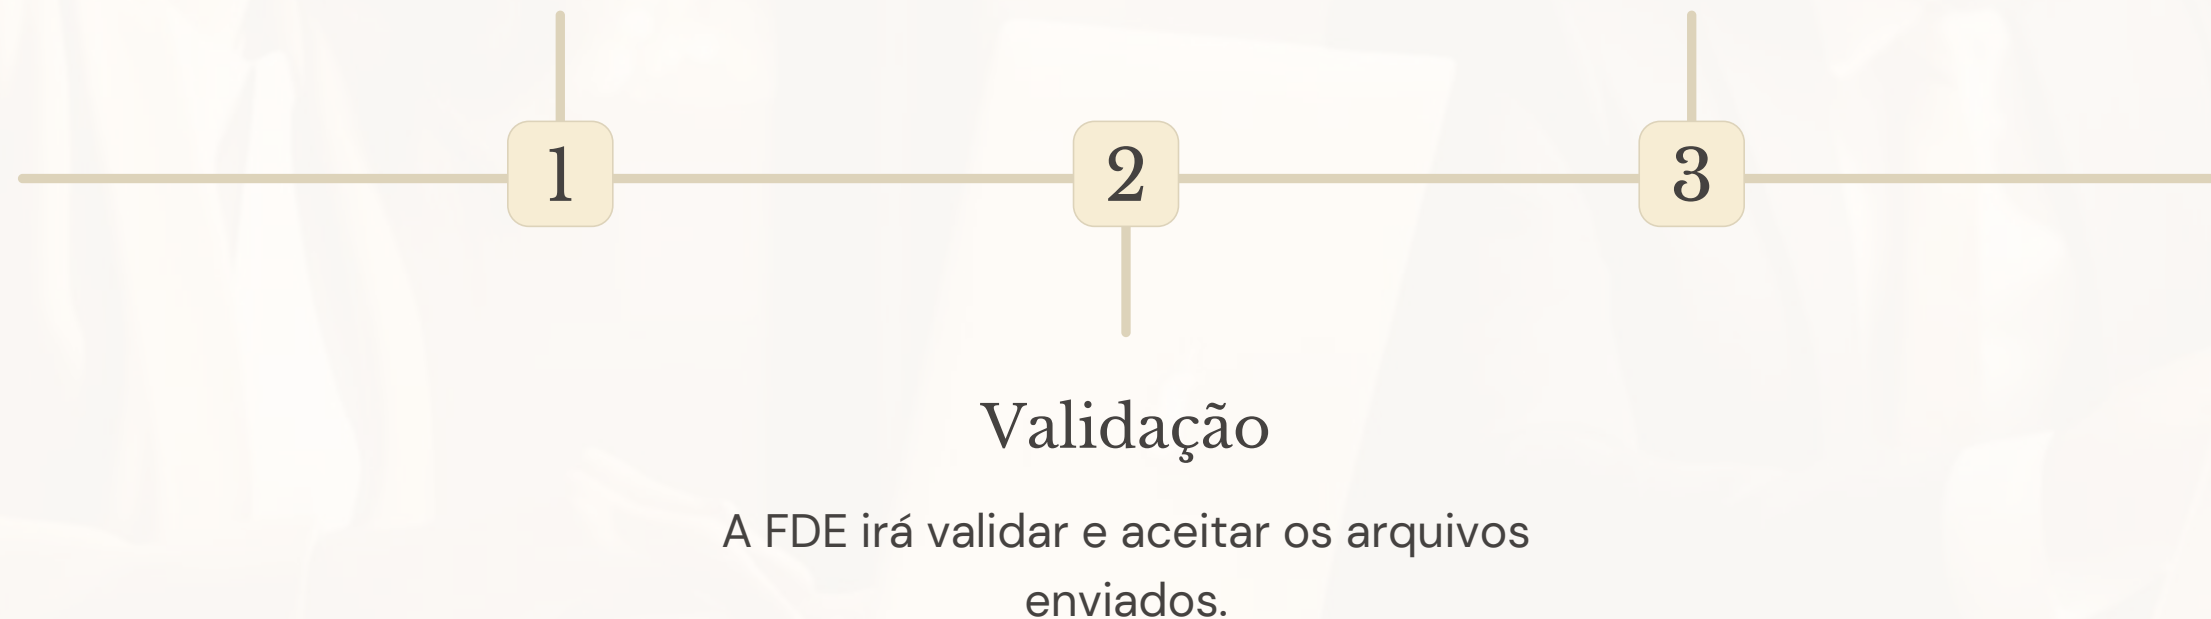 1
2
3
Validação
A FDE irá validar e aceitar os arquivos
enviados.